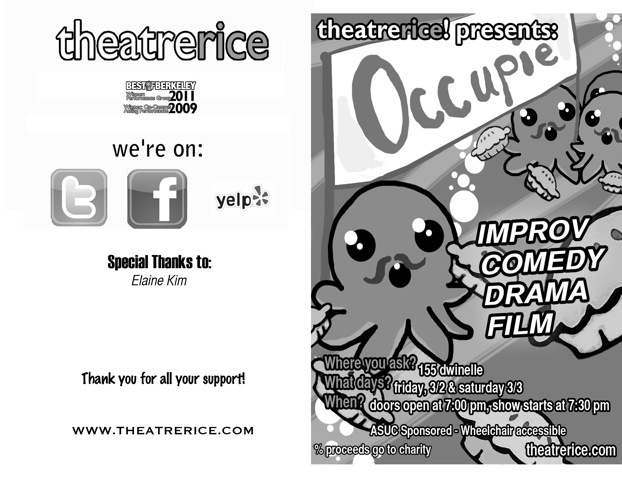 theatrerice
BEST OF BERKELEY
2011
2009
we're on:
t f yelp
Special Thanks to:
Elaine Kim
Thank you for all your support!
WWW.THEATRERICE.COM
theatrerice! presents:
Occupie
IMPROV
COMEDY
DRAMA
FILM
Where you ask? 155 dwinelle
What days? friday, 3/2 & saturday 3/3
When? doors open at 7:00 pm, show starts at 7:30 pm
ASUC Sponsored - Wheelchair accessible
% proceeds go to charity theatrerice.com